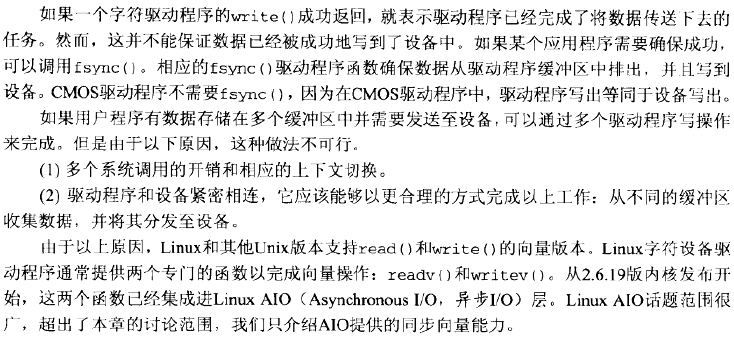 如果一个字符驱动程序的write()成功返回，就表示驱动程序已经完成了将数据传送下去的
任务。然而，这并不能保证数据已经被成功地写到了设备中。如果某个应用程序需要确保成功，
可以调用fsync()。相应的fsync()驱动程序函数确保数据从驱动程序缓冲区中排出，并且写到
设备。CMOS驱动程序不需要fsync()，因为在CMOS驱动程序中，驱动程序写出等同于设备写出。
如果用户程序有数据存储在多个缓冲区中并需要发送至设备，可以通过多个驱动程序写操作
来完成。但是由于以下原因，这种做法不可行。
(1) 多个系统调用的开销和相应的上下文切换。
(2) 驱动程序和设备紧密相连，它应该能够以更合理的方式完成以上工作：从不同的缓冲区
收集数据，并将其分发至设备。
由于以上原因，Linux和其他Unix版本支持read()和write()的向量版本。Linux字符设备驱
动程序通常提供两个专门的函数以完成向量操作：readv()和writev()。从2.6.19版内核发布开
始，这两个函数已经集成进Linux AIO（Asynchronous I/O，异步I/O）层。Linux AIO话题范围很
广，超出了本章的讨论范围，我们只介绍AIO提供的同步向量能力。